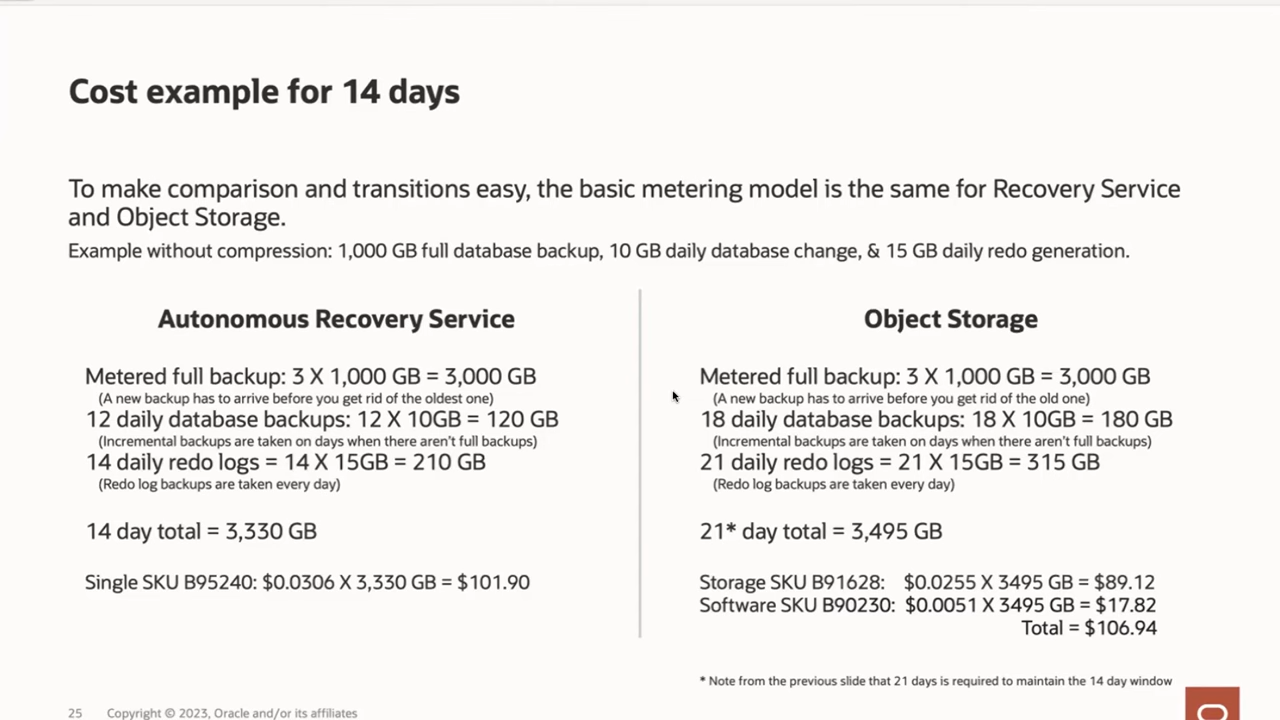 Cost example for 14 days
To make comparison and transitions easy, the basic metering model is the same for Recovery Service
and Object Storage.
Example without compression: 1,000 GB full database backup, 10 GB daily database change, & 15 GB daily redo generation.
Autonomous Recovery Service
Metered full backup: 3 X 1,000 GB = 3,000 GB
(A new backup has to arrive before you get rid of the oldest one)
12 daily database backups: 12 X 10GB = 120 GB
(Incremental backups are taken on days when there aren't full backups)
14 daily redo logs = 14 X 15GB = 210 GB
(Redo log backups are taken every day)
14 day total = 3,330 GB
Single SKU B95240: $0.0306 X 3,330 GB = $101.90
Object Storage
Metered full backup: 3 X 1,000 GB = 3,000 GB
(A new backup has to arrive before you get rid of the old one)
18 daily database backups: 18 X 10GB = 180 GB
(Incremental backups are taken on days when there aren't full backups)
21 daily redo logs = 21 X 15GB = 315 GB
(Redo log backups are taken every day)
21* day total = 3,495 GB
Storage SKU B91628: $0.0255 X 3495 GB = $89.12
Software SKU B90230: $0.0051 X 3495 GB = $17.82
Total = $106.94
* Note from the previous slide that 21 days is required to maintain the 14 day window
25 Copyright © 2023, Oracle and/or its affiliates